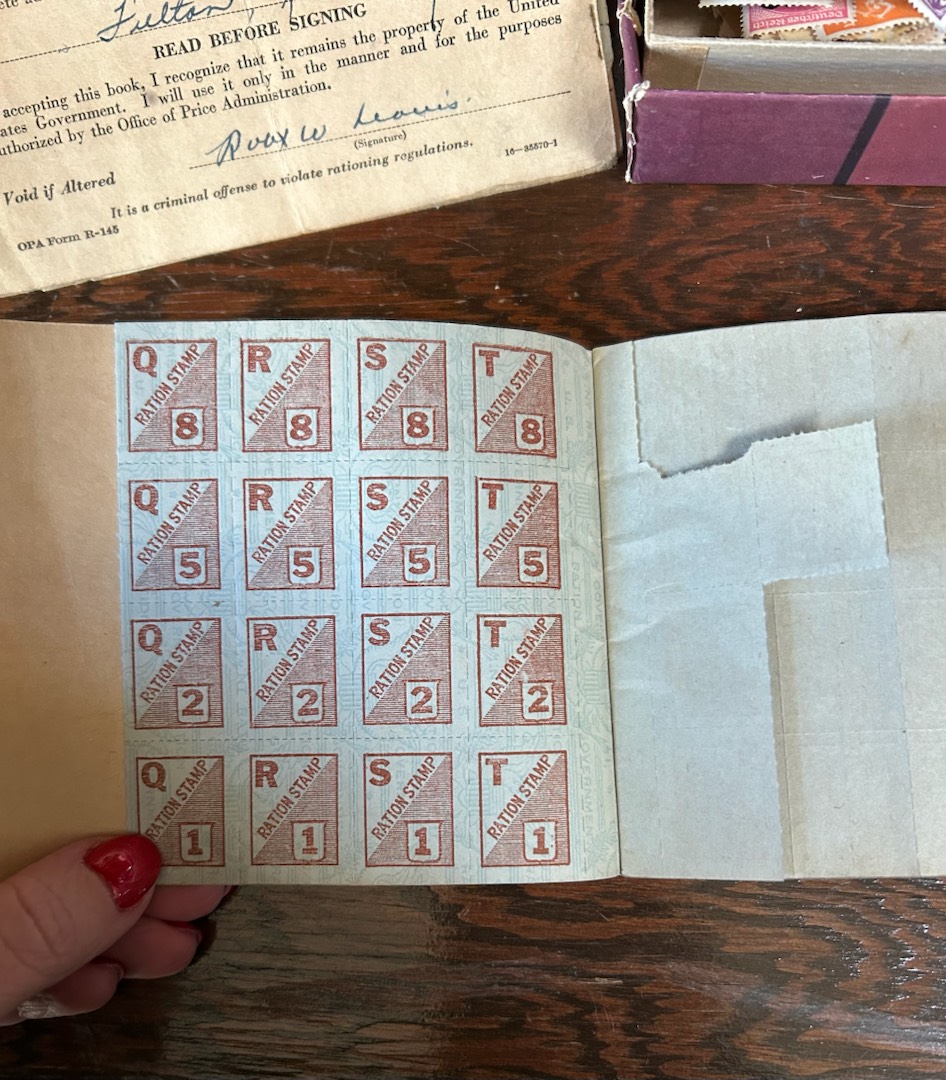 Fulton,
READ BEFORE SIGNING
accepting this book, I recognize that it remains the property of the United
ates Government. I will use it only in the manner and for the purposes
uthorized by the Office of Price Administration.
(Signature)
Void if Altered
It is a criminal offense to violate rationing regulations.
16—35570-1
OPA Form R-145
Deutsches Reich
Q RATION STAMP 8 R RATION STAMP 8 S RATION STAMP 8 T RATION STAMP 8
Q RATION STAMP 5 R RATION STAMP 5 S RATION STAMP 5 T RATION STAMP 5
Q RATION STAMP 2 R RATION STAMP 2 S RATION STAMP 2 T RATION STAMP 2
Q RATION STAMP 1 R RATION STAMP 1 S RATION STAMP 1 T RATION STAMP 1